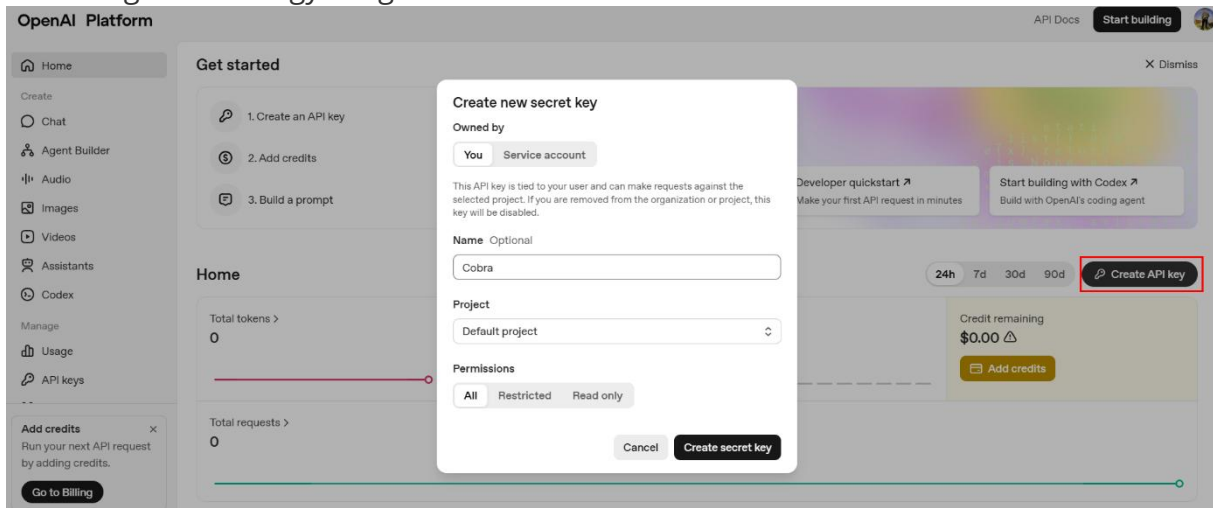 OpenAI Platform
API Docs
Start building
Home
Create
Chat
Agent Builder
Audio
Images
Videos
Assistants
Codex
Manage
Usage
API keys
Add credits
Run your next API request
by adding credits.
Go to Billing
Get started
Dismiss
1. Create an API key
2. Add credits
3. Build a prompt
Developer quickstart
Make your first API request in minutes
Start building with Codex
Build with OpenAI's coding agent
Home
24h 7d 30d 90d
Create API key
Total tokens >
0
Credit remaining
$0.00
Add credits
Total requests >
0
Create new secret key
Owned by
You Service account
This API key is tied to your user and can make requests against the
selected project. If you are removed from the organization or project, this
key will be disabled.
Name Optional
Cobra
Project
Default project
Permissions
All Restricted Read only
Cancel Create secret key